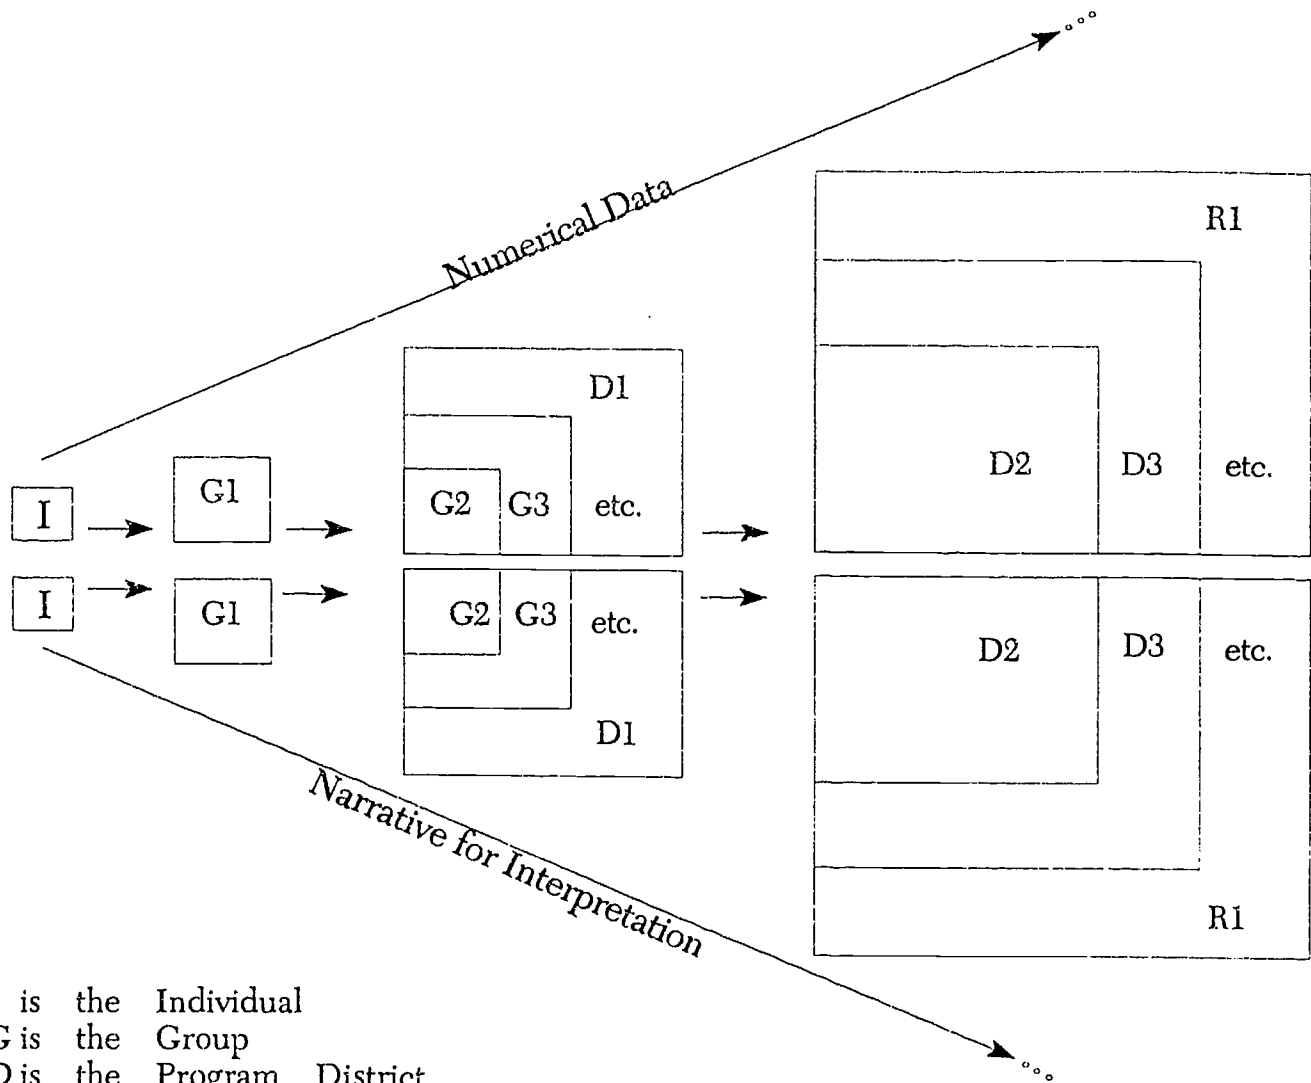 Numerical Data
R1
D1
D2 D3 etc.
G1
G2 G3 etc.
I
I
G1
G2 G3 etc.
D2 D3 etc.
D1
R1
Narrative for Interpretation
is the Individual
G is the Group
D is the Program District